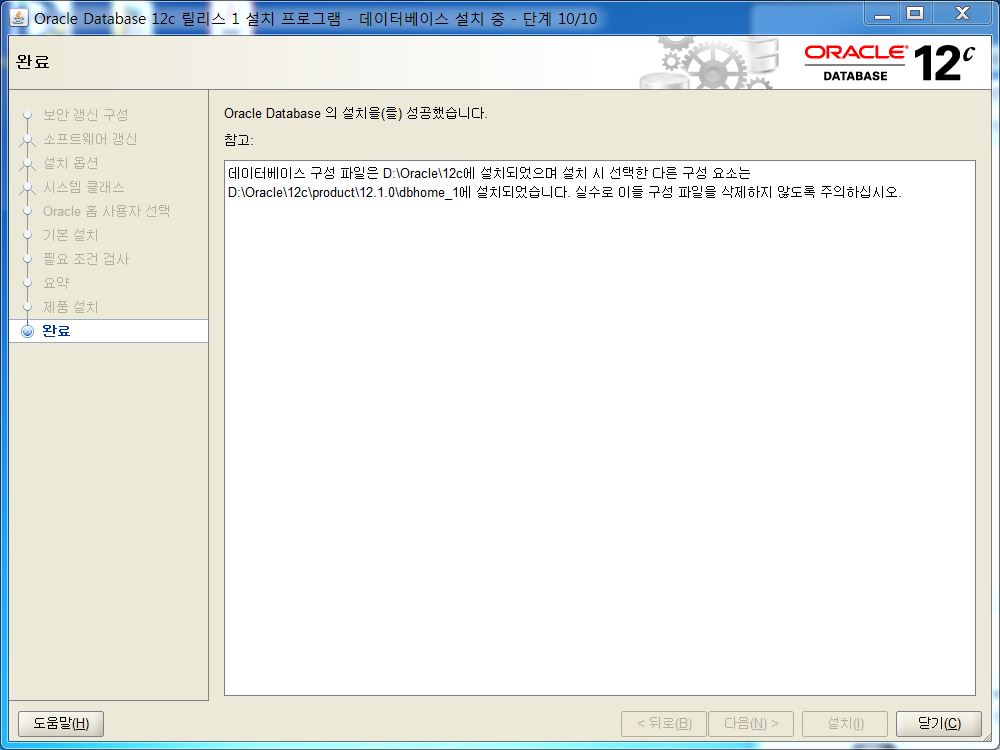 Oracle Database 12c 릴리스 1 설치 프로그램 - 데이터베이스 설치 중 - 단계 10/10
완료
ORACLE
DATABASE
12c
보안 갱신 구성
소프트웨어 갱신
설치 옵션
시스템 클래스
Oracle 홈 사용자 선택
기본 설치
필요 조건 검사
요약
제품 설치
완료
Oracle Database 의 설치을(를) 성공했습니다.
참고:
데이터베이스 구성 파일은 D:\Oracle\12c에 설치되었으며 설치 시 선택한 다른 구성 요소는
D:\Oracle\12c\product\12.1.0\dbhome_1에 설치되었습니다. 실수로 이들 구성 파일을 삭제하지 않도록 주의하십시오.
도움말(H)
< 뒤로(B)
다음(N) >
설치(I)
닫기(C)